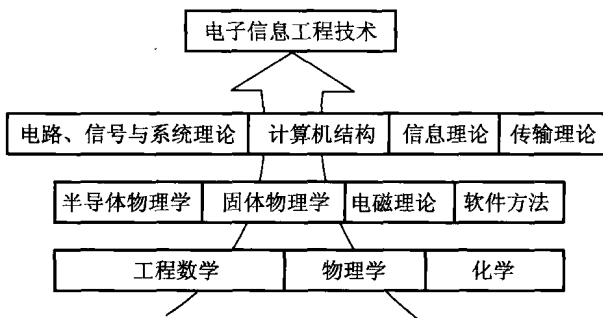 电子信息工程技术
电路、信号与系统理论 计算机结构 信息理论 传输理论
半导体物理学 固体物理学 电磁理论 软件方法
工程数学 物理学 化学